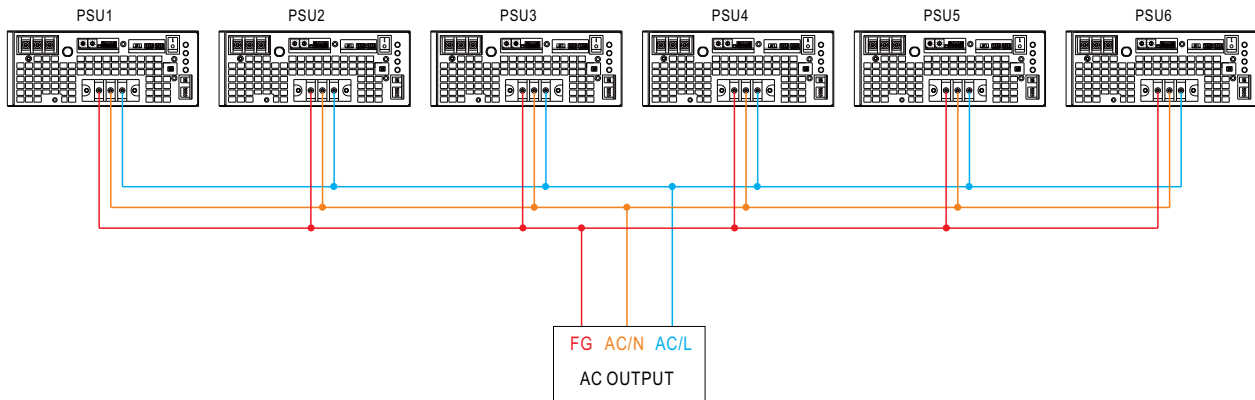 PSU1 PSU2 PSU3 PSU4 PSU5 PSU6
FG AC/N AC/L
AC OUTPUT